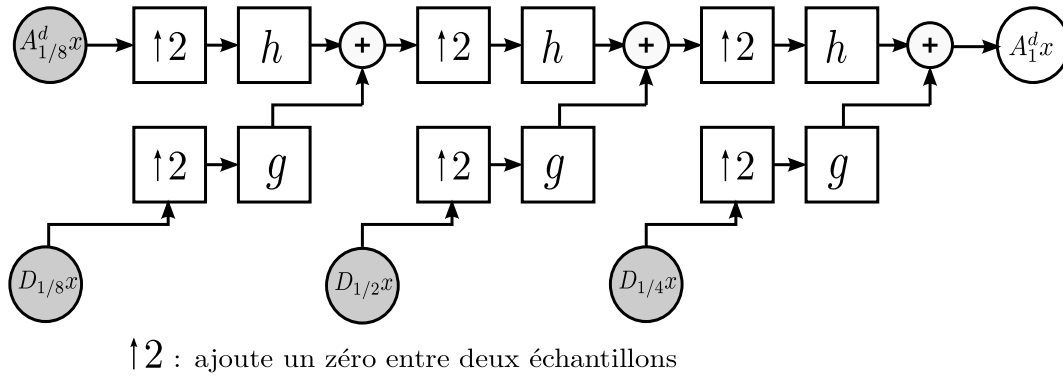 A^d_{1/8}x ↑2 h + ↑2 h + ↑2 h + A^d_1x
↑2 g ↑2 g ↑2 g
D_{1/8}x D_{1/2}x D_{1/4}x
↑2 : ajoute un zéro entre deux échantillons